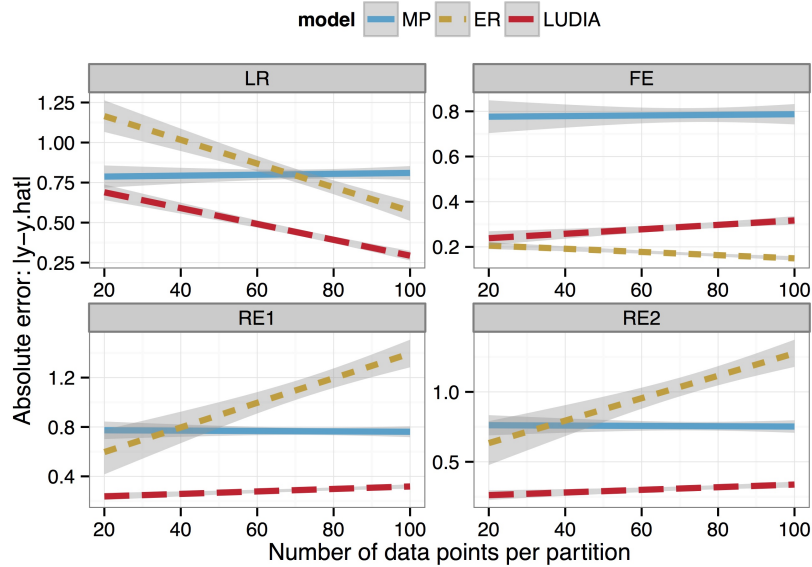 model MP ER LUDIA
LR FE
1.25
1.00
0.75
0.50
0.25
20 40 60 80 100
0.8
0.6
0.4
0.2
20 40 60 80 100
RE1 RE2
1.2
0.8
0.4
20 40 60 80 100
1.0
0.5
20 40 60 80 100
Absolute error: |y−y.hat|
Number of data points per partition